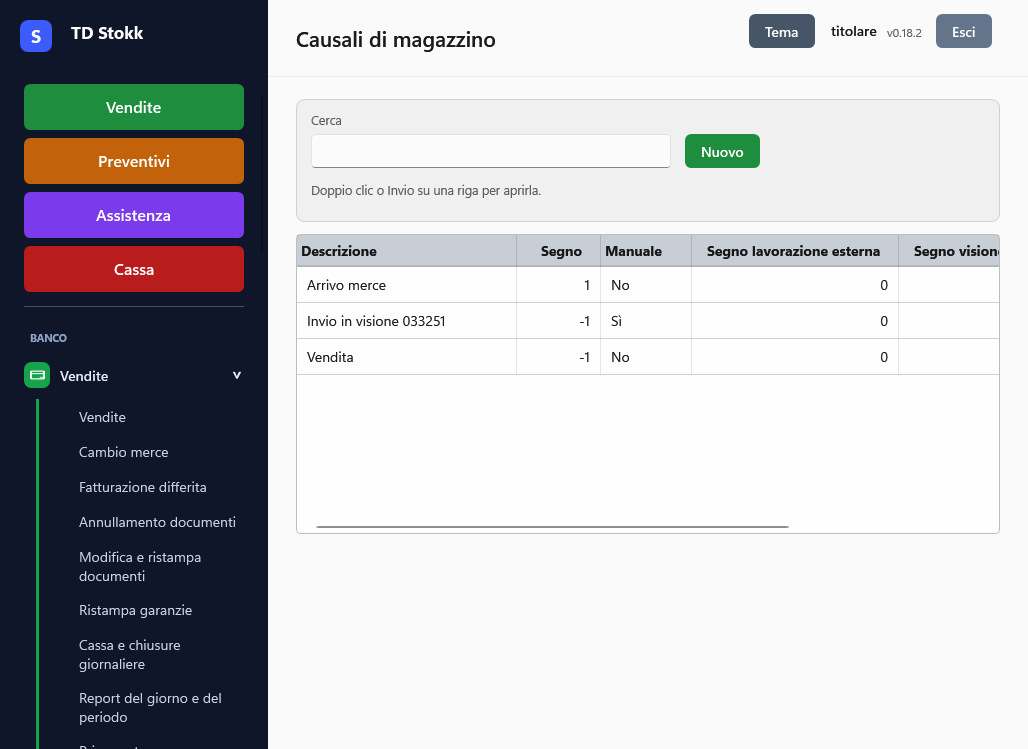 S
TD Stokk
Vendite
Preventivi
Assistenza
Cassa
BANCO
Vendite
Vendite
Cambio merce
Fatturazione differita
Annullamento documenti
Modifica e ristampa
documenti
Ristampa garanzie
Cassa e chiusure
giornaliere
Report del giorno e del
periodo
Causali di magazzino
Tema
titolare
v0.18.2
Esci
Cerca
Nuovo
Doppio clic o Invio su una riga per aprirla.
Descrizione Segno Manuale Segno lavorazione esterna Segno vision
Arrivo merce 1 No 0
Invio in visione 033251 -1 Sì 0
Vendita -1 No 0